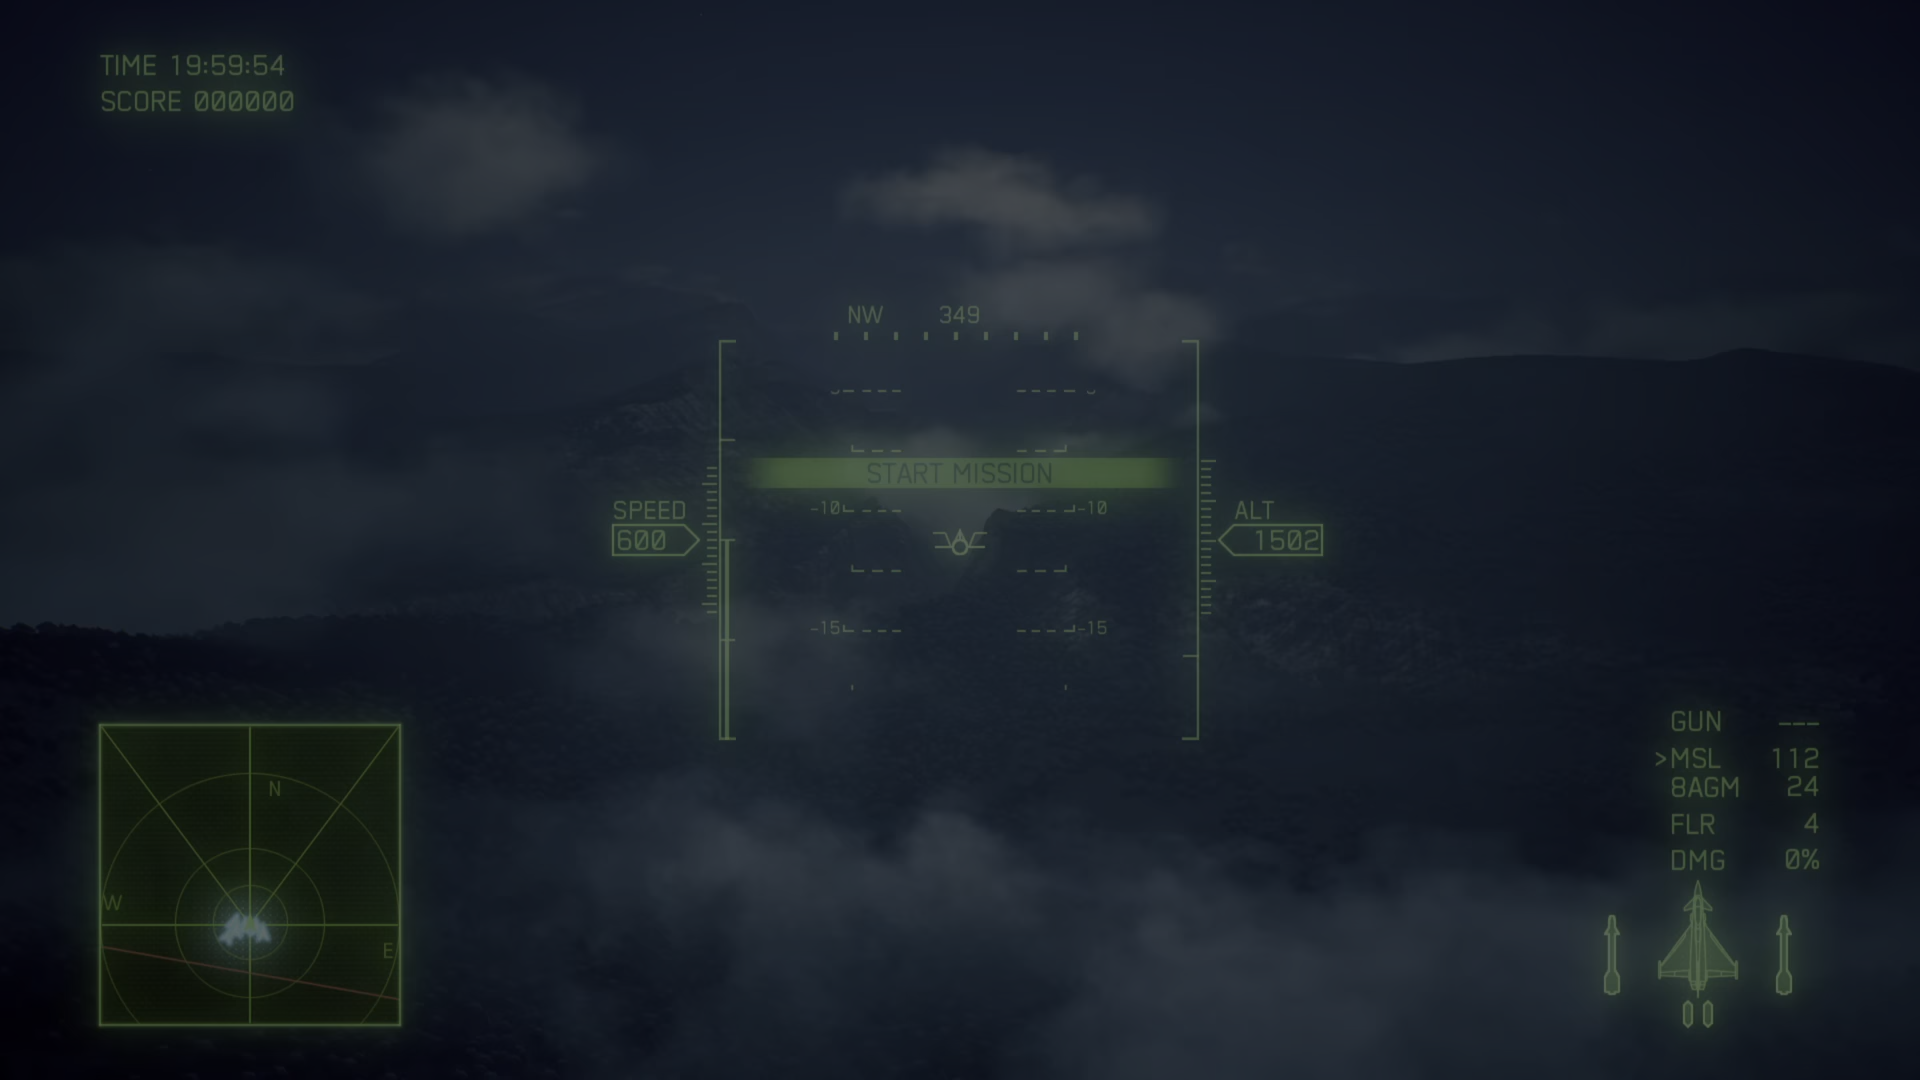 TIME 19:59:54
SCORE 000000
NW 349
START MISSION
-10 -10
SPEED ALT
600 1502
-15 -15
GUN ---
>MSL 112
8AGM 24
FLR 4
DMG 0%
N
W
E